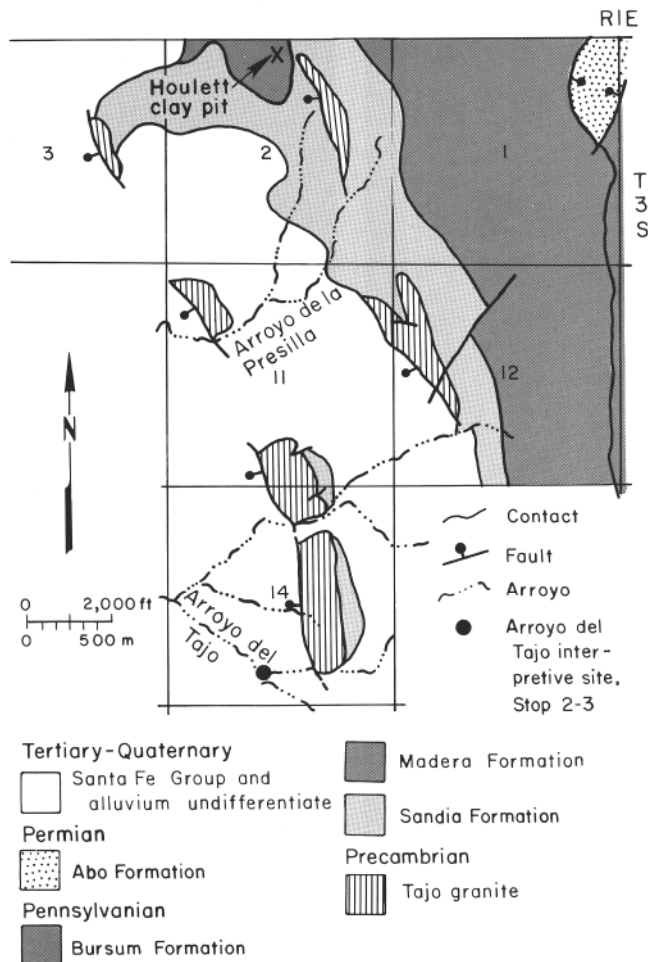 R1E
Houlett
clay pit
3
2
1
T
3
S
Arroyo de la
Presilla
11
12
N
Contact
Fault
Arroyo
Arroyo del
Tajo inter-
pretive site,
Stop 2-3
14
Arroyo del
Tajo
0 2,000 ft
0 500 m
Tertiary-Quaternary
Santa Fe Group and
alluvium undifferentiate
Permian
Abo Formation
Pennsylvanian
Bursum Formation
Madera Formation
Sandia Formation
Precambrian
Tajo granite